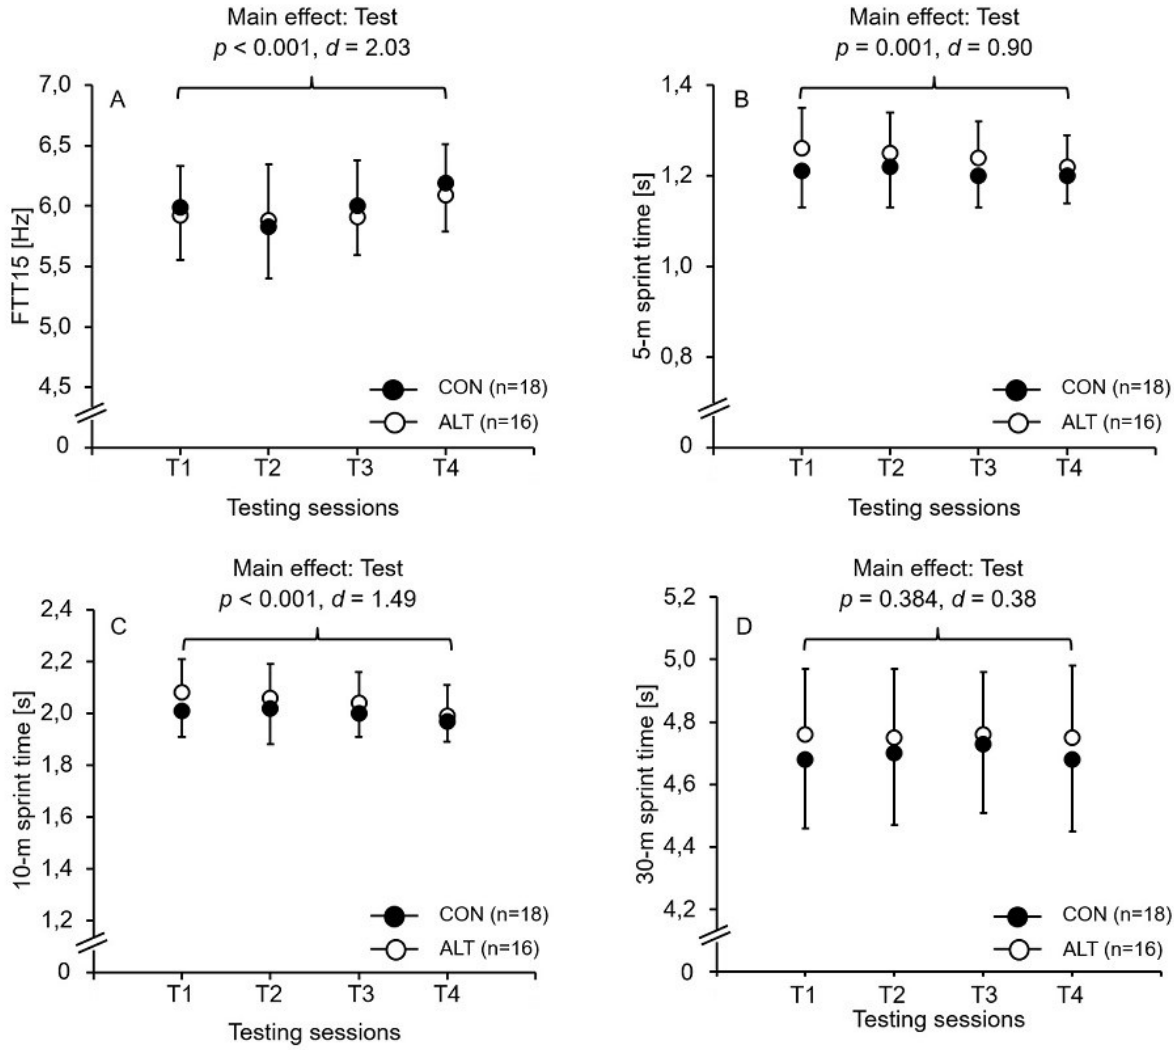 Main effect: Test
p < 0.001, d = 2.03
A
FTT15 [Hz]
7,0
6,5
6,0
5,5
5,0
4,5
0
CON (n=18)
ALT (n=16)
T1 T2 T3 T4
Testing sessions
Main effect: Test
p = 0.001, d = 0.90
B
5-m sprint time [s]
1,4
1,2
1,0
0,8
0
CON (n=18)
ALT (n=16)
T1 T2 T3 T4
Testing sessions
Main effect: Test
p < 0.001, d = 1.49
C
10-m sprint time [s]
2,4
2,2
2,0
1,8
1,6
1,4
1,2
0
CON (n=18)
ALT (n=16)
T1 T2 T3 T4
Testing sessions
Main effect: Test
p = 0.384, d = 0.38
D
30-m sprint time [s]
5,2
5,0
4,8
4,6
4,4
4,2
0
CON (n=18)
ALT (n=16)
T1 T2 T3 T4
Testing sessions